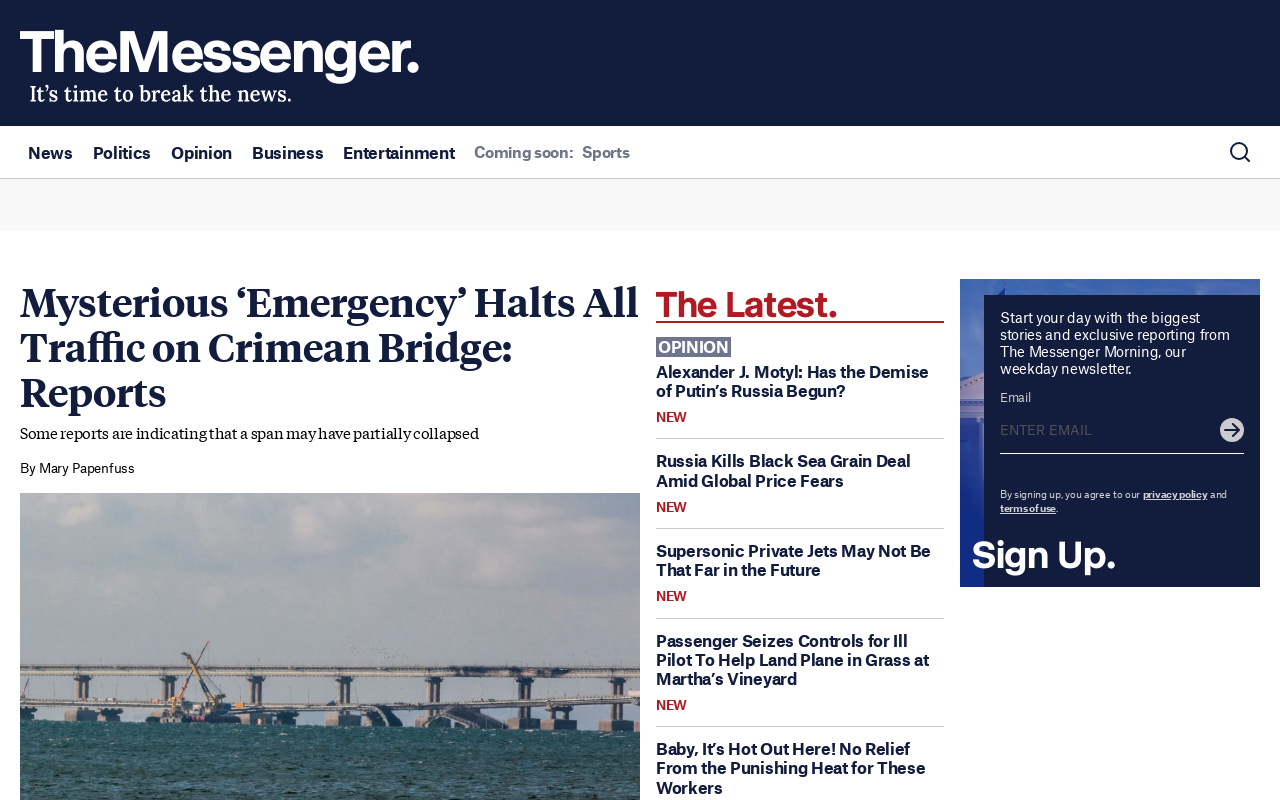 TheMessenger.
It’s time to break the news.
News Politics Opinion Business Entertainment Coming soon: Sports
Mysterious ‘Emergency’ Halts All
Traffic on Crimean Bridge:
Reports
Some reports are indicating that a span may have partially collapsed
By Mary Papenfuss
The Latest.
OPINION
Alexander J. Motyl: Has the Demise
of Putin’s Russia Begun?
NEW
Russia Kills Black Sea Grain Deal
Amid Global Price Fears
NEW
Supersonic Private Jets May Not Be
That Far in the Future
NEW
Passenger Seizes Controls for Ill
Pilot To Help Land Plane in Grass at
Martha’s Vineyard
NEW
Baby, It’s Hot Out Here! No Relief
From the Punishing Heat for These
Workers
Start your day with the biggest
stories and exclusive reporting from
The Messenger Morning, our
weekday newsletter.
Email
ENTER EMAIL
By signing up, you agree to our privacy policy and
terms of use.
Sign Up.